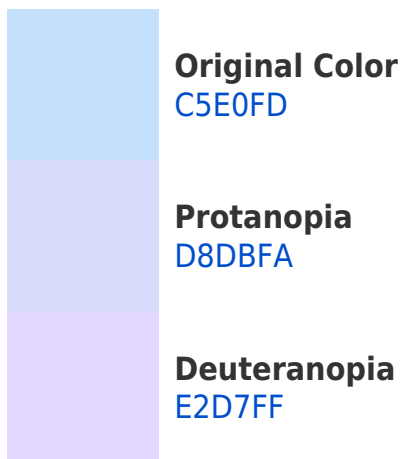 Original Color
C5E0FD
Protanopia
D8DBFA
Deuteranopia
E2D7FF